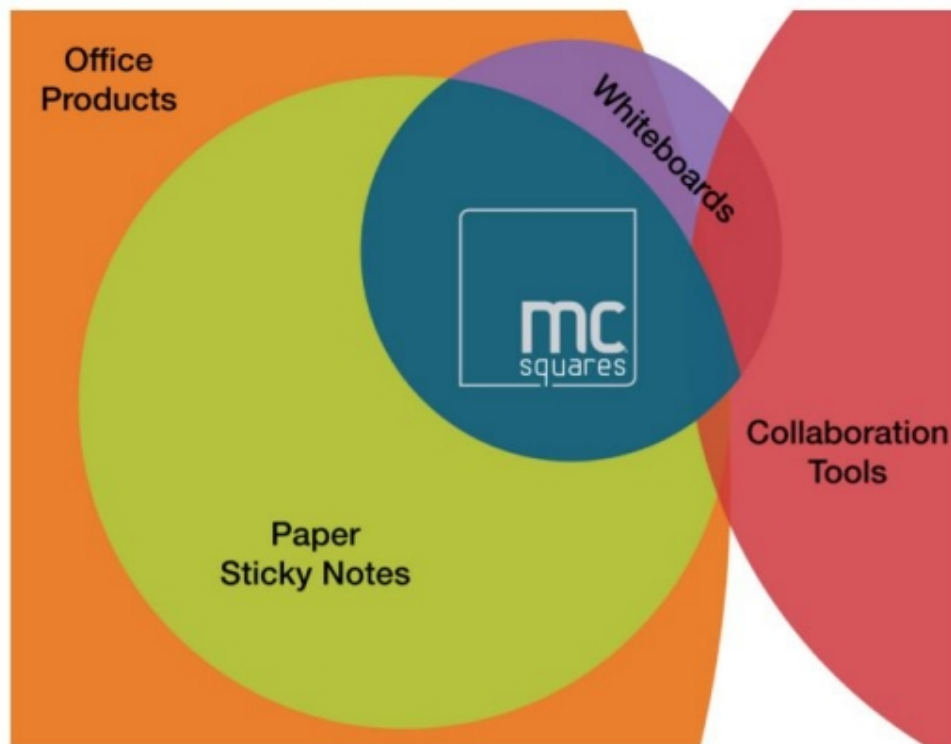 Office
Products
Whiteboards
mc
squares
Collaboration
Tools
Paper
Sticky Notes